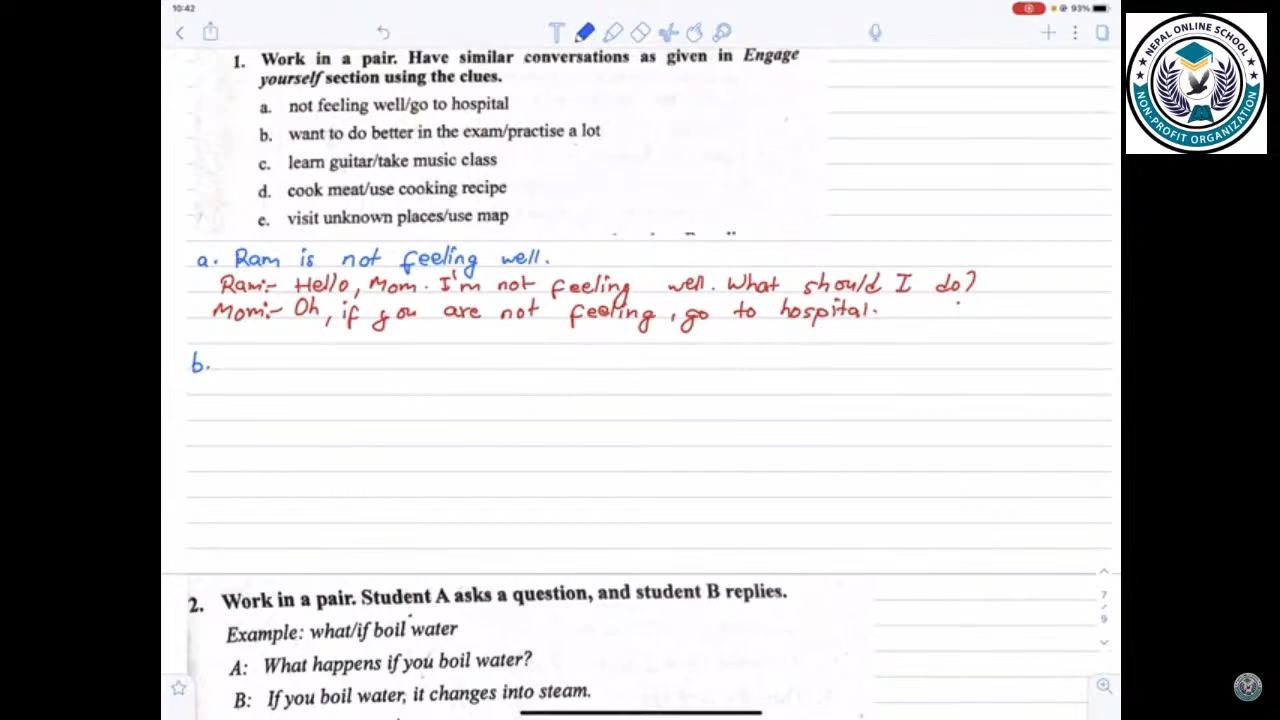 10:42
93%
NEPAL ONLINE SCHOOL
NON-PROFIT ORGANIZATION
1. Work in a pair. Have similar conversations as given in Engage
yourself section using the clues.
a. not feeling well/go to hospital
b. want to do better in the exam/practise a lot
c. learn guitar/take music class
d. cook meat/use cooking recipe
e. visit unknown places/use map
a. Ram is not feeling well.
Ram:- Hello, Mom. I'm not feeling well. What should I do?
Mom:- Oh, if you are not feeling, go to hospital.
b.
7
9
2. Work in a pair. Student A asks a question, and student B replies.
Example: what/if boil water
A: What happens if you boil water?
B: If you boil water, it changes into steam.